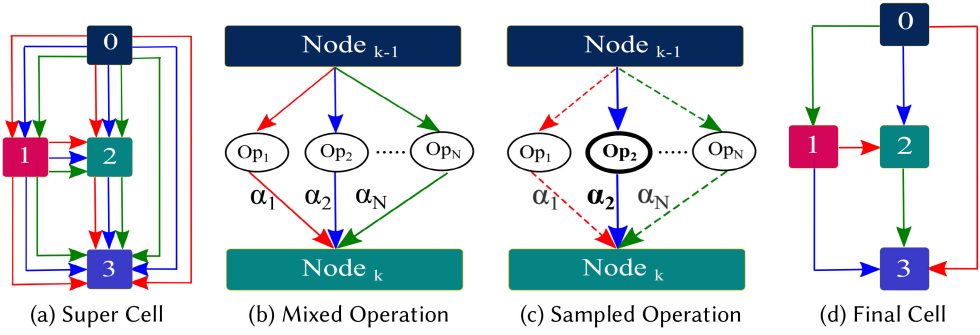 0
1
2
3
(a) Super Cell
Node k-1
Op1
Op2
.....
OpN
α1
α2
αN
Node k
(b) Mixed Operation
Node k-1
Op1
Op2
.....
OpN
α1
α2
αN
Node k
(c) Sampled Operation
0
1
2
3
(d) Final Cell